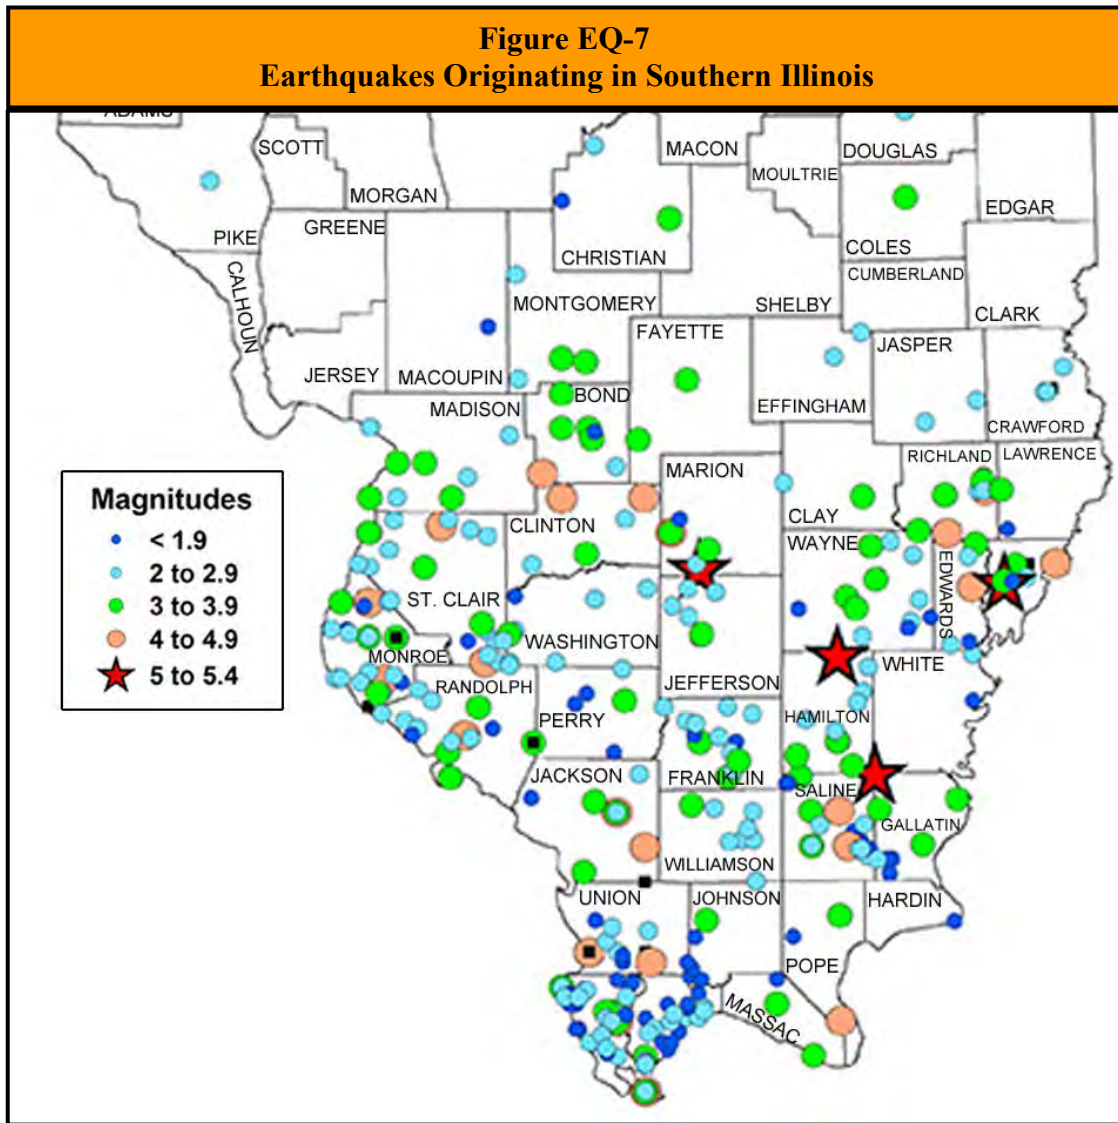 Figure EQ-7
Earthquakes Originating in Southern Illinois
ADAMS
SCOTT
MACON
DOUGLAS
MOULTRIE
MORGAN
EDGAR
GREENE
PIKE
CHRISTIAN
COLES
CALHOUN
CUMBERLAND
MONTGOMERY
SHELBY
CLARK
FAYETTE
JASPER
JERSEY
MACOUPIN
BOND
MADISON
EFFINGHAM
CRAWFORD
RICHLAND
LAWRENCE
MARION
Magnitudes
< 1.9
2 to 2.9
3 to 3.9
4 to 4.9
5 to 5.4
CLINTON
CLAY
WAYNE
EDWARDS
ST. CLAIR
WASHINGTON
MONROE
WHITE
RANDOLPH
JEFFERSON
PERRY
HAMILTON
JACKSON
FRANKLIN
SALINE
GALLATIN
WILLIAMSON
UNION
JOHNSON
HARDIN
POPE
MASSAC